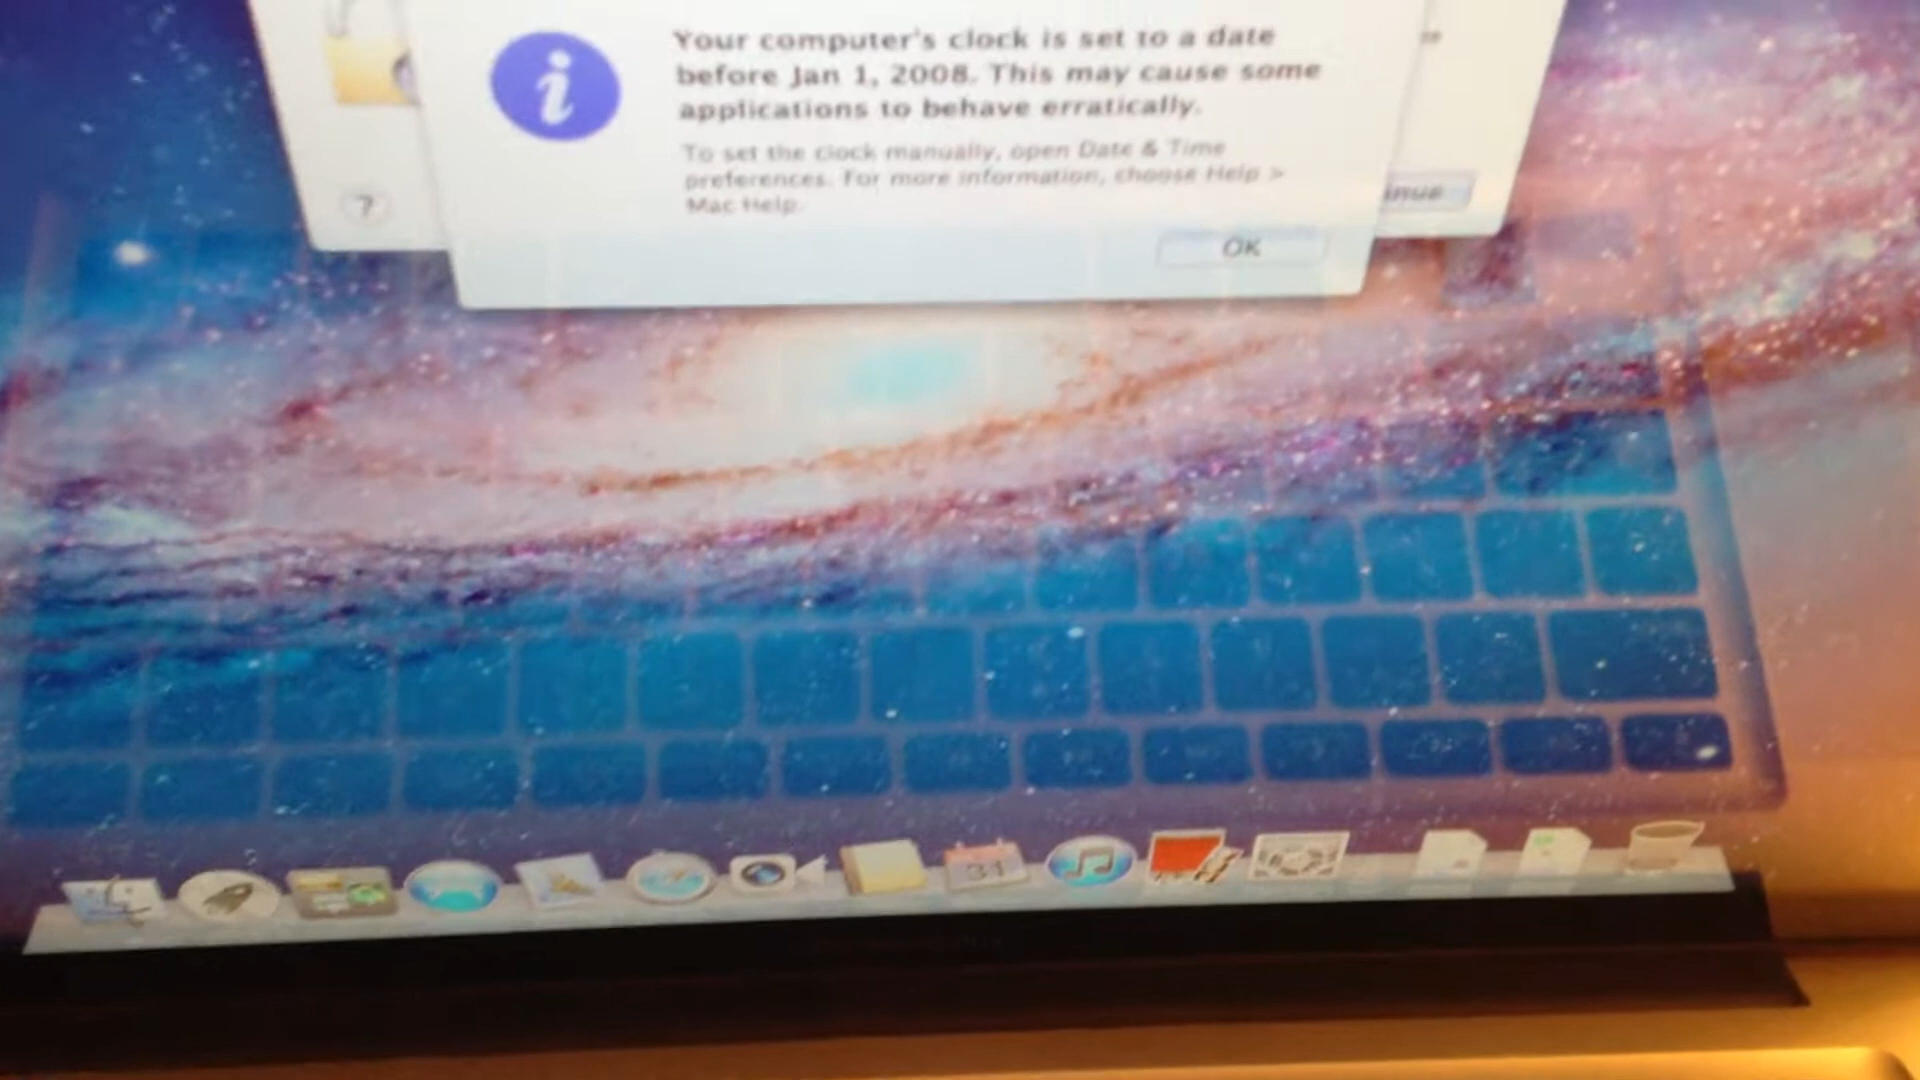 Your computer's clock is set to a date
before Jan 1, 2008. This may cause some
applications to behave erratically.
To set the clock manually, open Date & Time
preferences. For more information, choose Help >
Mac Help.
?
inue
OK
31